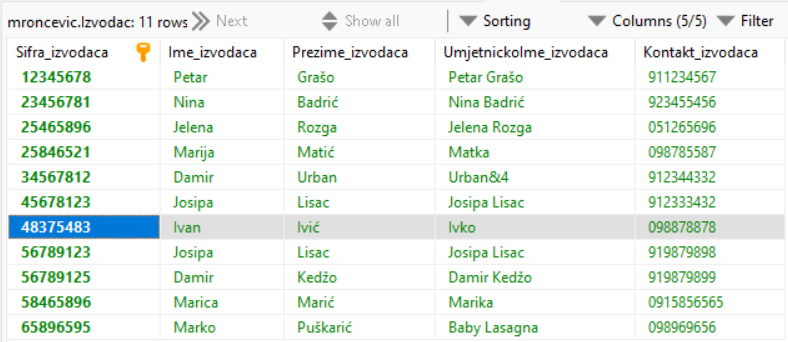 mroncevic.Izvodac: 11 rows Next Show all Sorting Columns (5/5) Filter
Sifra_izvodaca Ime_izvodaca Prezime_izvodaca UmjetnickoIme_izvodaca Kontakt_izvodaca
12345678 Petar Grašo Petar Grašo 911234567
23456781 Nina Badrić Nina Badrić 923455456
25465896 Jelena Rozga Jelena Rozga 051265696
25846521 Marija Matić Matka 098785587
34567812 Damir Urban Urban&4 912344332
45678123 Josipa Lisac Josipa Lisac 912333432
48375483 Ivan Ivić Ivko 098878878
56789123 Josipa Lisac Josipa Lisac 919879898
56789125 Damir Kedžo Damir Kedžo 919879899
58465896 Marica Marić Marika 0915856565
65896595 Marko Puškarić Baby Lasagna 098969656